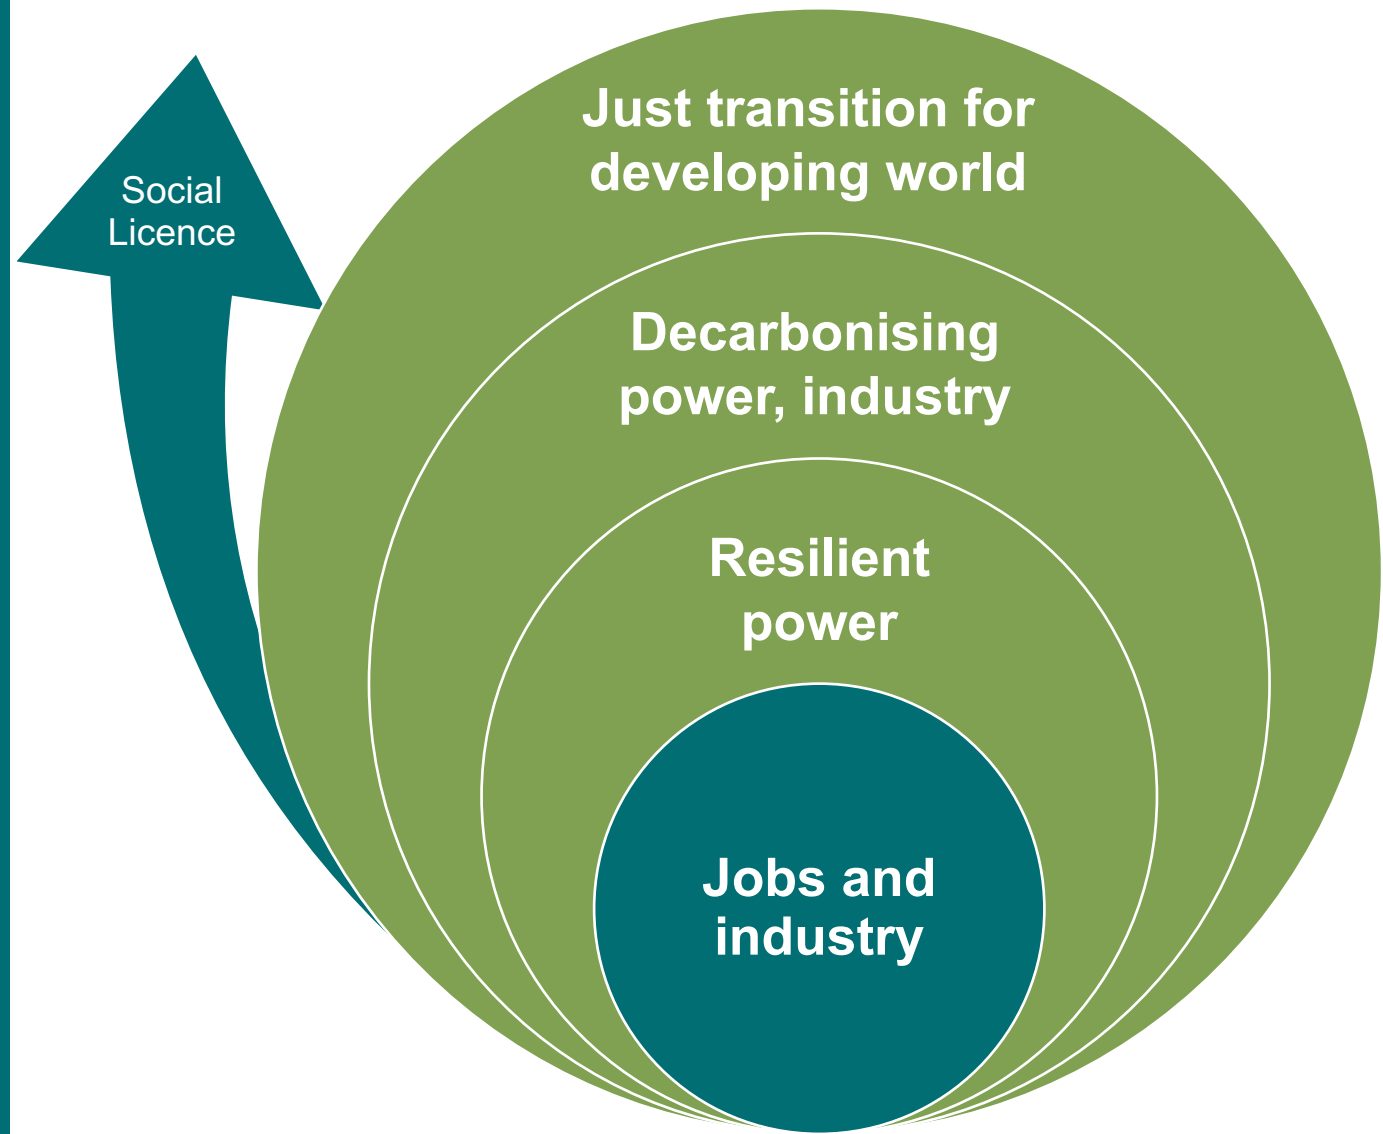 Just transition for
developing world
Social
Licence
Decarbonising
power, industry
Resilient
power
Jobs and
industry